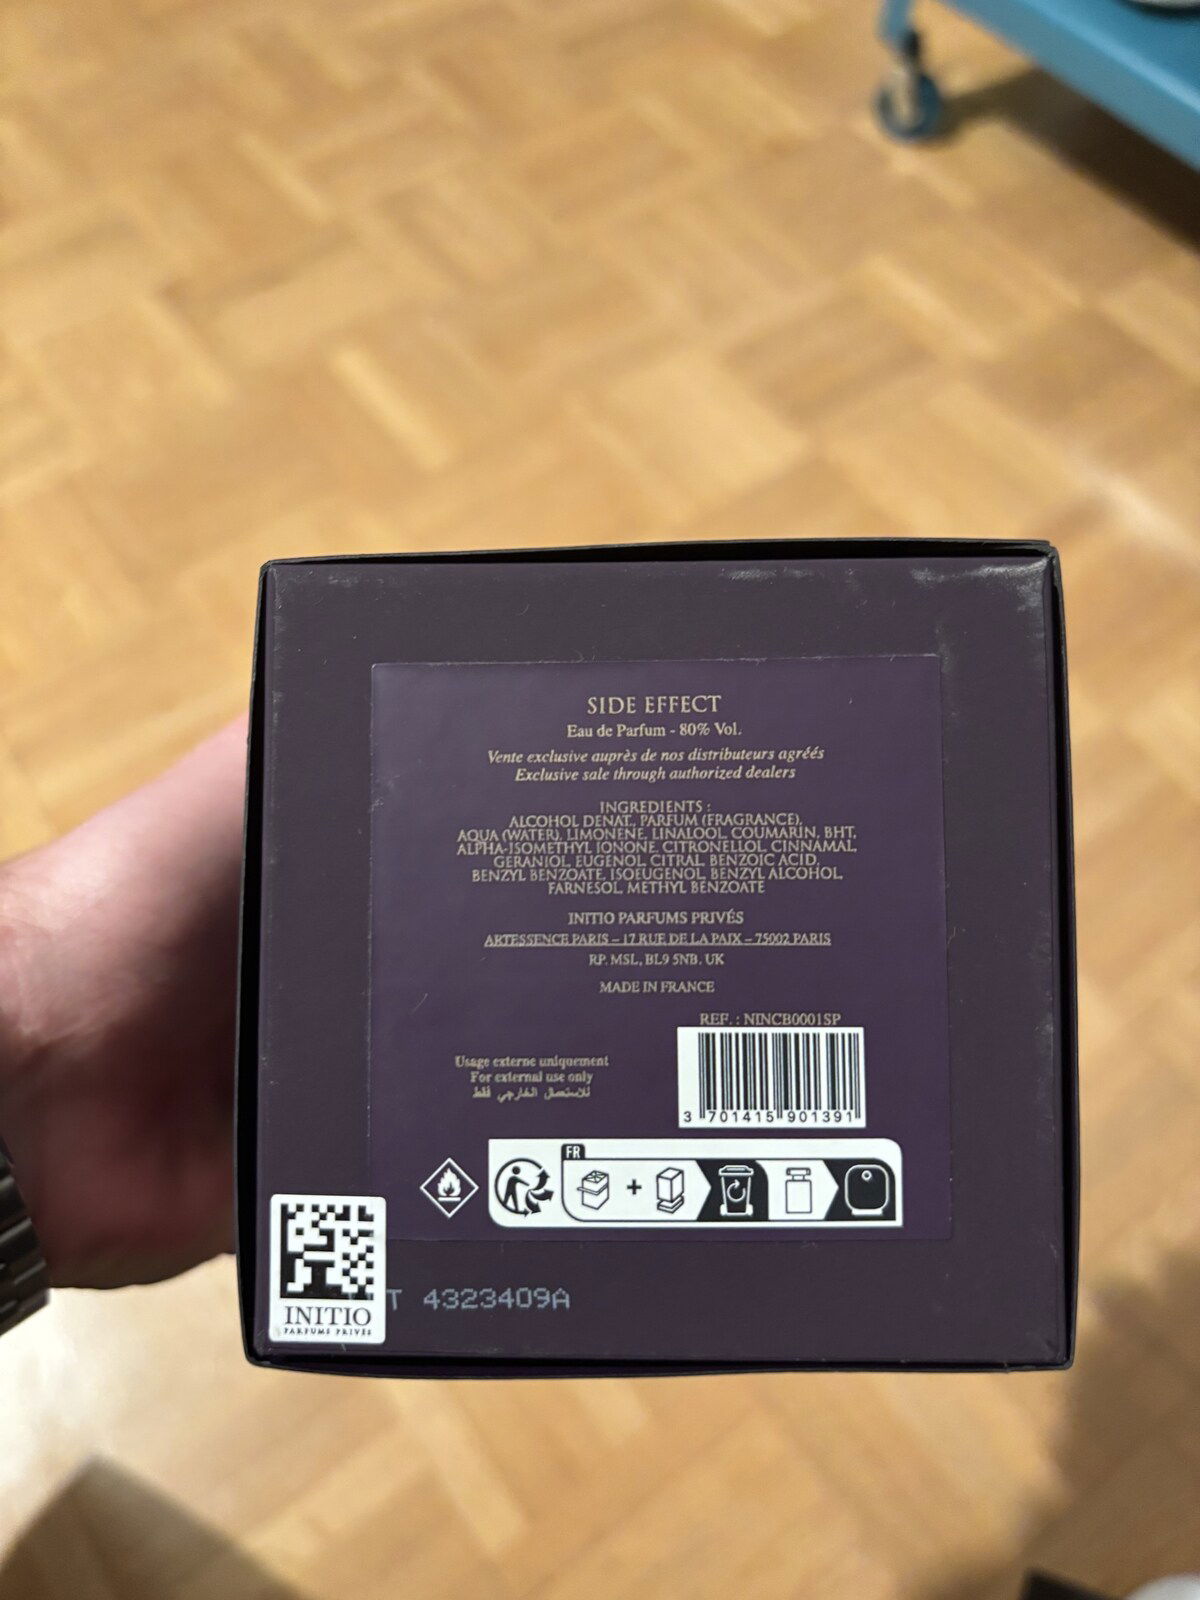 SIDE EFFECT
Eau de Parfum - 80% Vol.
Vente exclusive auprès de nos distributeurs agréés
Exclusive sale through authorized dealers
INGREDIENTS :
ALCOHOL DENAT., PARFUM (FRAGRANCE),
AQUA (WATER), LIMONENE, LINALOOL, COUMARIN, BHT,
ALPHA-ISOMETHYL IONONE, CITRONELLOL, CINNAMAL,
GERANIOL, EUGENOL, CITRAL, BENZOIC ACID,
BENZYL BENZOATE, ISOEUGENOL, BENZYL ALCOHOL,
FARNESOL, METHYL BENZOATE
INITIO PARFUMS PRIVÉS
ARTESSENCE PARIS – 17 RUE DE LA PAIX – 75002 PARIS
RP. MSL, BL9 5NB, UK
MADE IN FRANCE
REF. : NINCB0001SP
Usage externe uniquement
For external use only
للاستعمال الخارجي فقط
3 701415 901391
FR
+
T 4323409A
INITIO
PARFUMS PRIVÉS